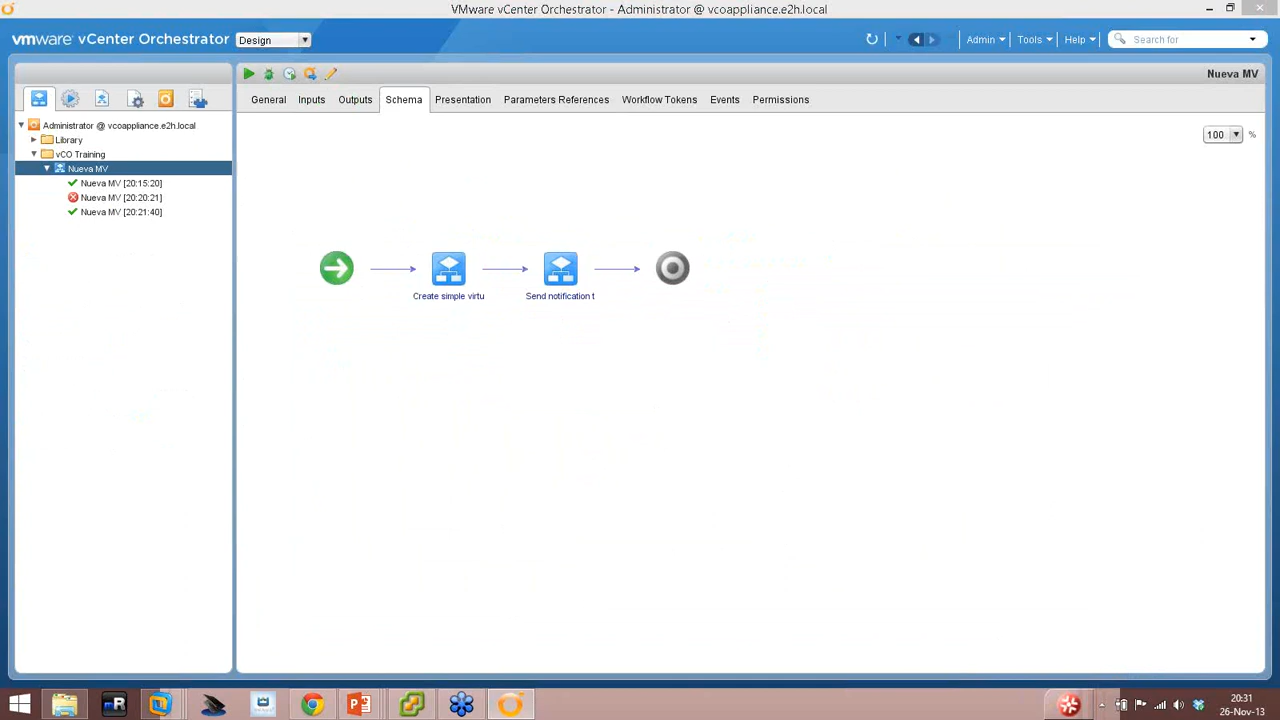 VMware vCenter Orchestrator - Administrator @ vcoappliance.e2h.local
vmware vCenter Orchestrator Design Admin Tools Help Search for
Nueva MV
General Inputs Outputs Schema Presentation Parameters References Workflow Tokens Events Permissions
Administrator @ vcoappliance.e2h.local
Library
vCO Training
Nueva MV
Nueva MV [20:15:20]
Nueva MV [20:20:21]
Nueva MV [20:21:40]
100 %
Create simple virtu
Send notification t
mR
20:31
26-Nov-13